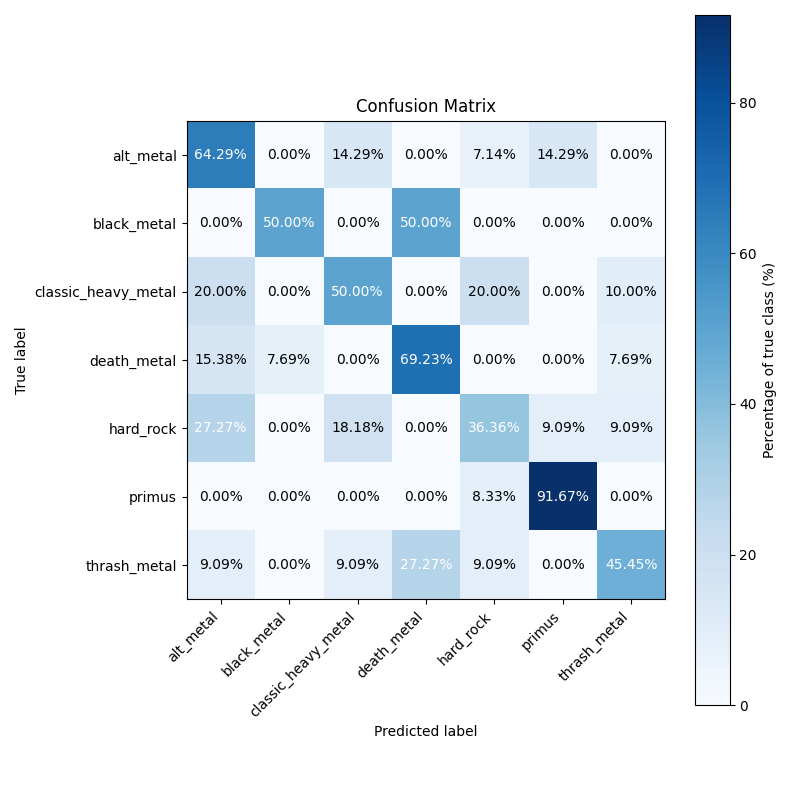 Confusion Matrix
alt_metal 64.29% 0.00% 14.29% 0.00% 7.14% 14.29% 0.00%
black_metal 0.00% 50.00% 0.00% 50.00% 0.00% 0.00% 0.00%
classic_heavy_metal 20.00% 0.00% 50.00% 0.00% 20.00% 0.00% 10.00%
death_metal 15.38% 7.69% 0.00% 69.23% 0.00% 0.00% 7.69%
hard_rock 27.27% 0.00% 18.18% 0.00% 36.36% 9.09% 9.09%
primus 0.00% 0.00% 0.00% 0.00% 8.33% 91.67% 0.00%
thrash_metal 9.09% 0.00% 9.09% 27.27% 9.09% 0.00% 45.45%
alt_metal black_metal classic_heavy_metal death_metal hard_rock primus thrash_metal
Predicted label
True label
80
60
40
20
0
Percentage of true class (%)